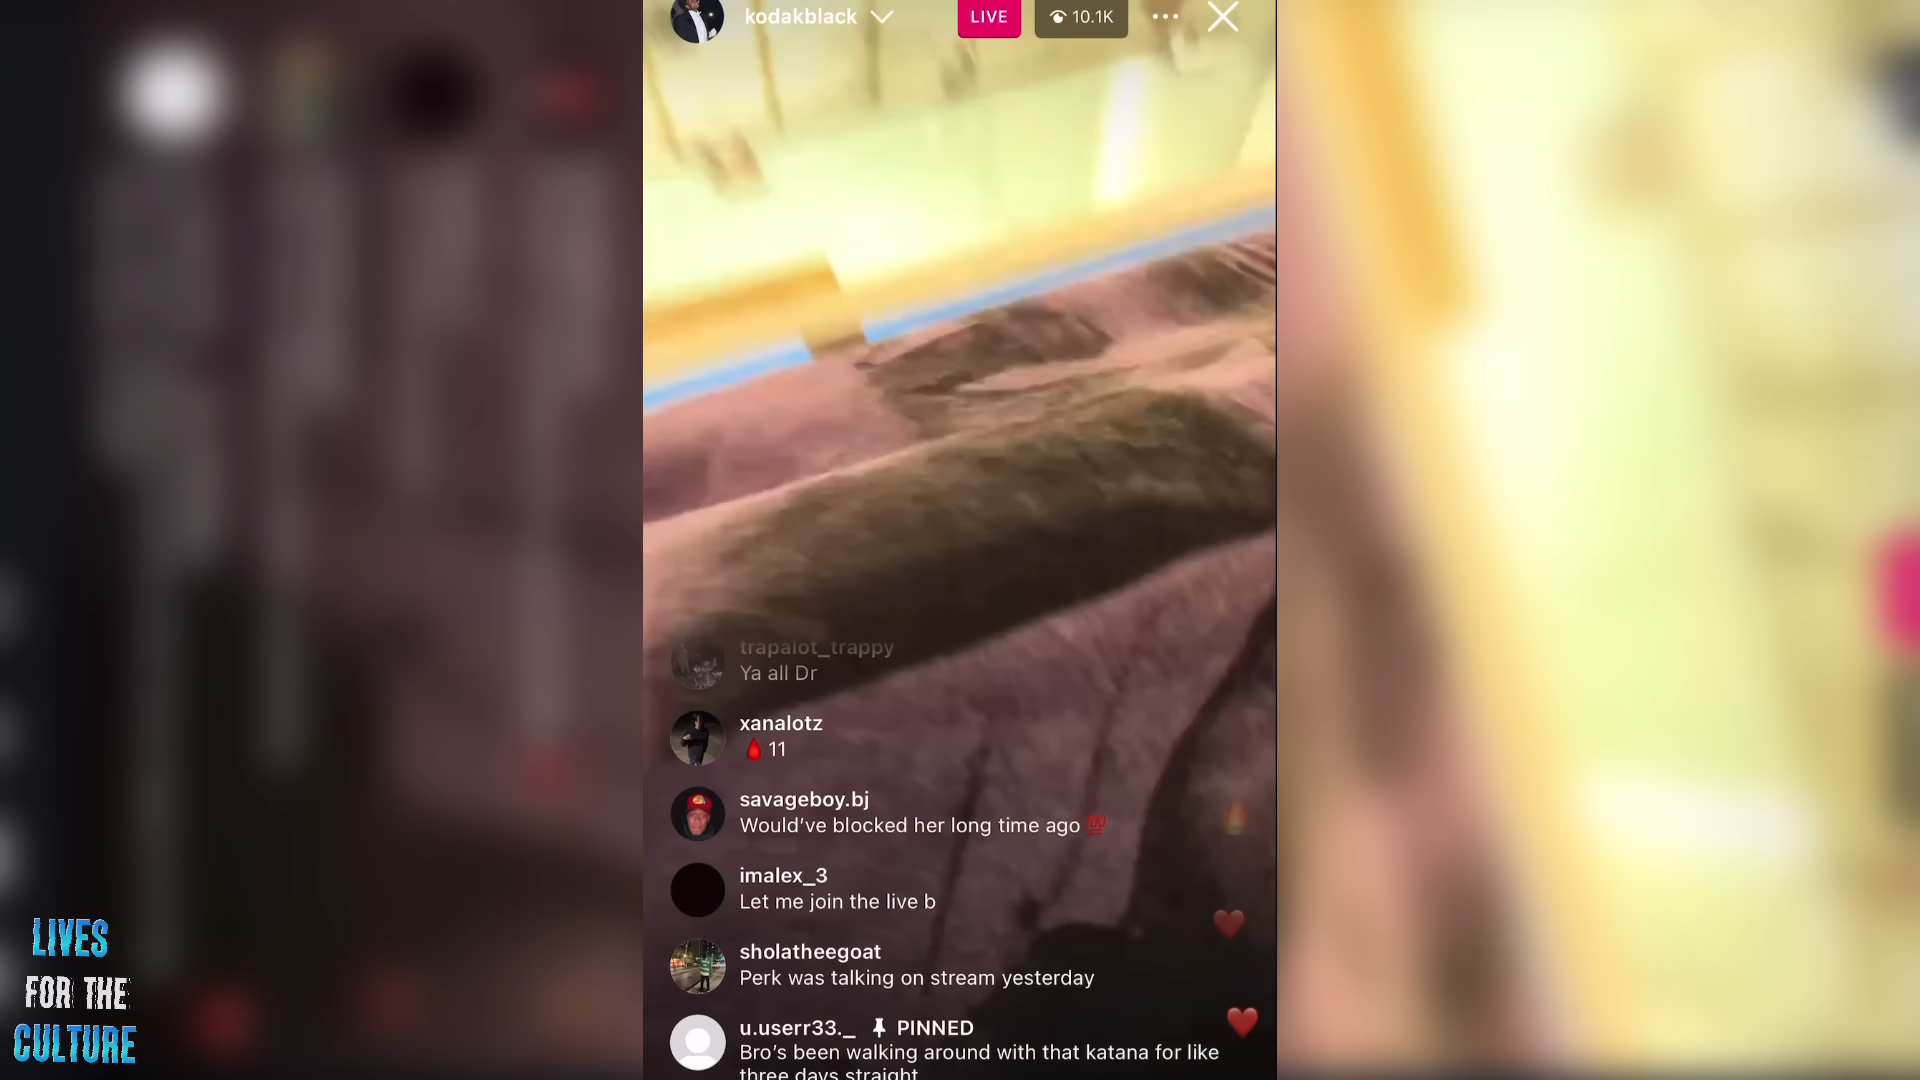 kodakblack
LIVE
10.1K
trapalot_trappy
Ya all Dr
xanalotz
🩸 11
savageboy.bj
Would've blocked her long time ago 💯
imalex_3
Let me join the live b
sholatheegoat
Perk was talking on stream yesterday
u.userr33._ PINNED
Bro's been walking around with that katana for like
three days straight
LIVES
FOR THE
CULTURE